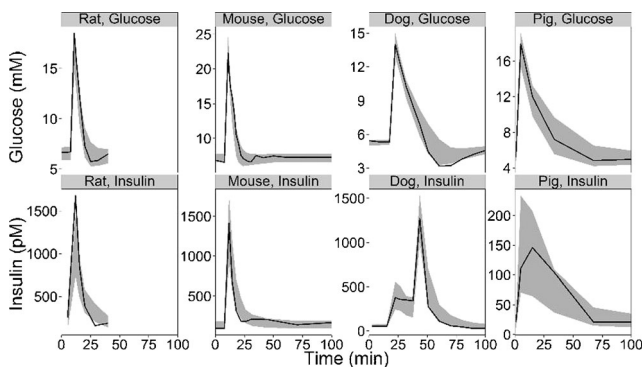 Rat, Glucose
Mouse, Glucose
Dog, Glucose
Pig, Glucose
Glucose (mM)
15
10
5
25
20
15
10
15
12
9
6
3
16
12
8
4
Rat, Insulin
Mouse, Insulin
Dog, Insulin
Pig, Insulin
Insulin (pM)
1500
1000
500
1500
1000
500
1500
1000
500
0
200
150
100
50
0 25 50 75 100
0 25 50 75 100
0 25 50 75 100
0 25 50 75 100
Time (min)